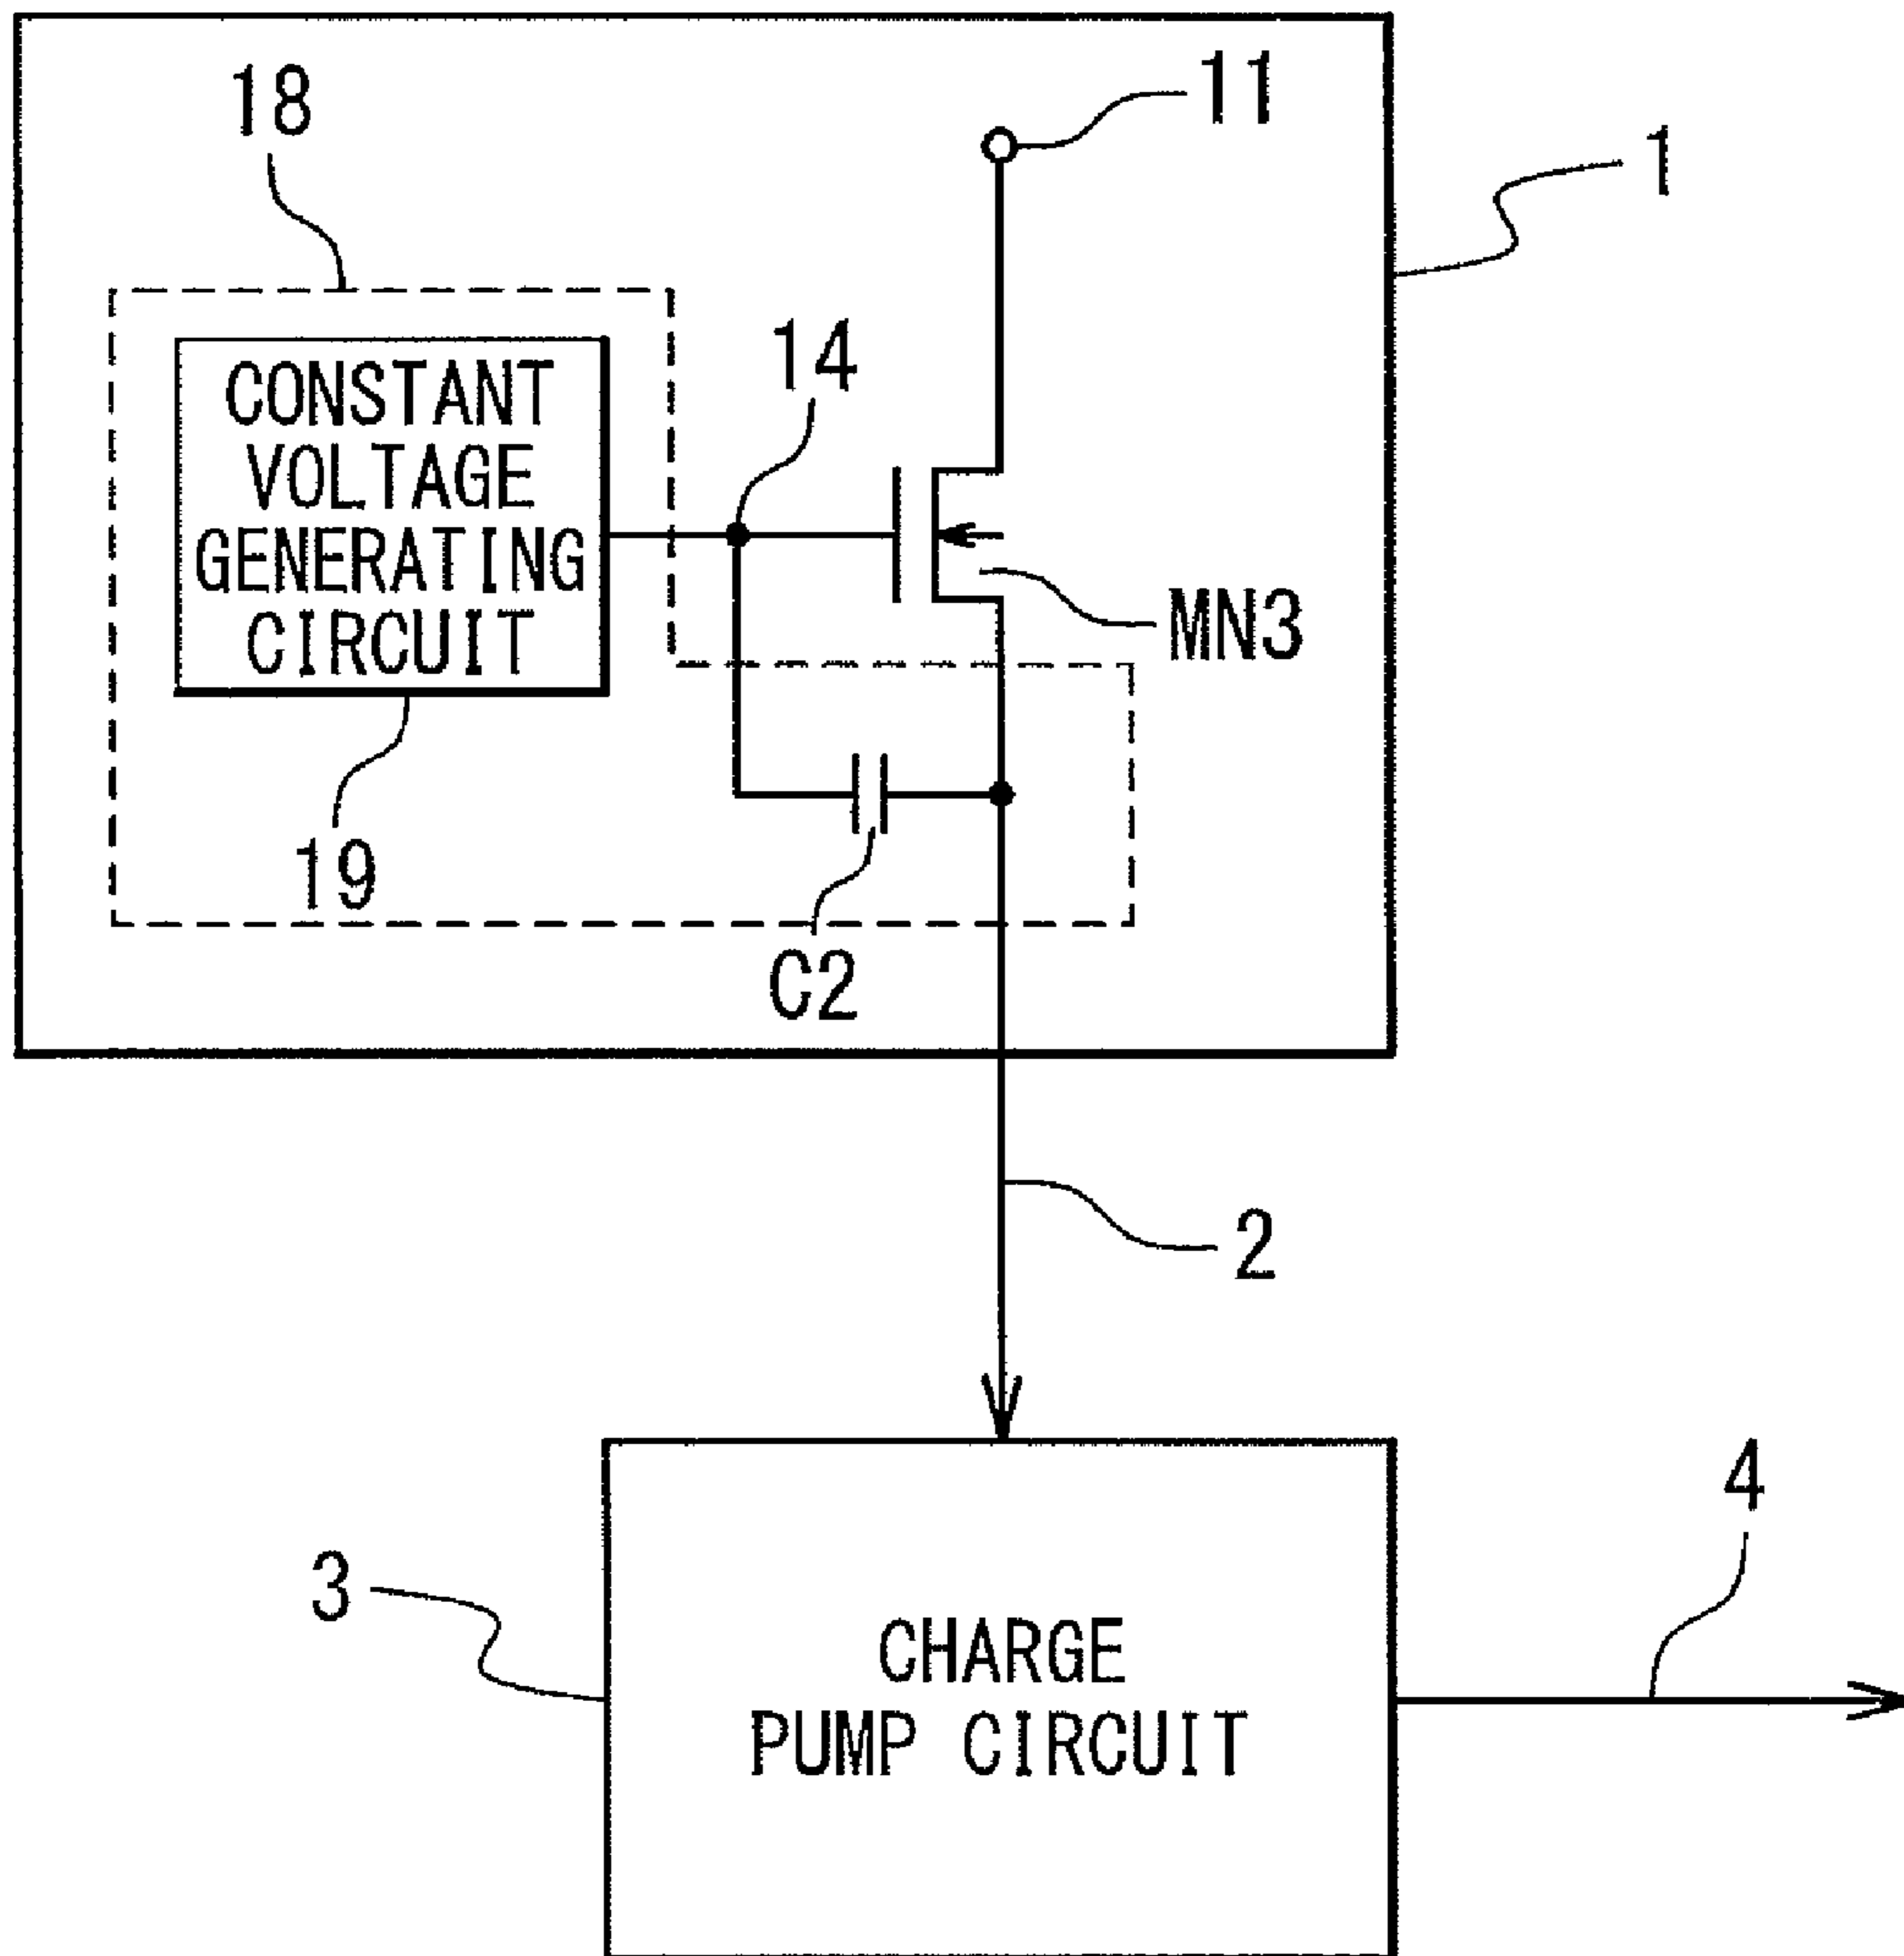 18
11
1
14
CONSTANT
VOLTAGE
GENERATING
CIRCUIT
MN3
19
C2
2
4
3
CHARGE
PUMP CIRCUIT